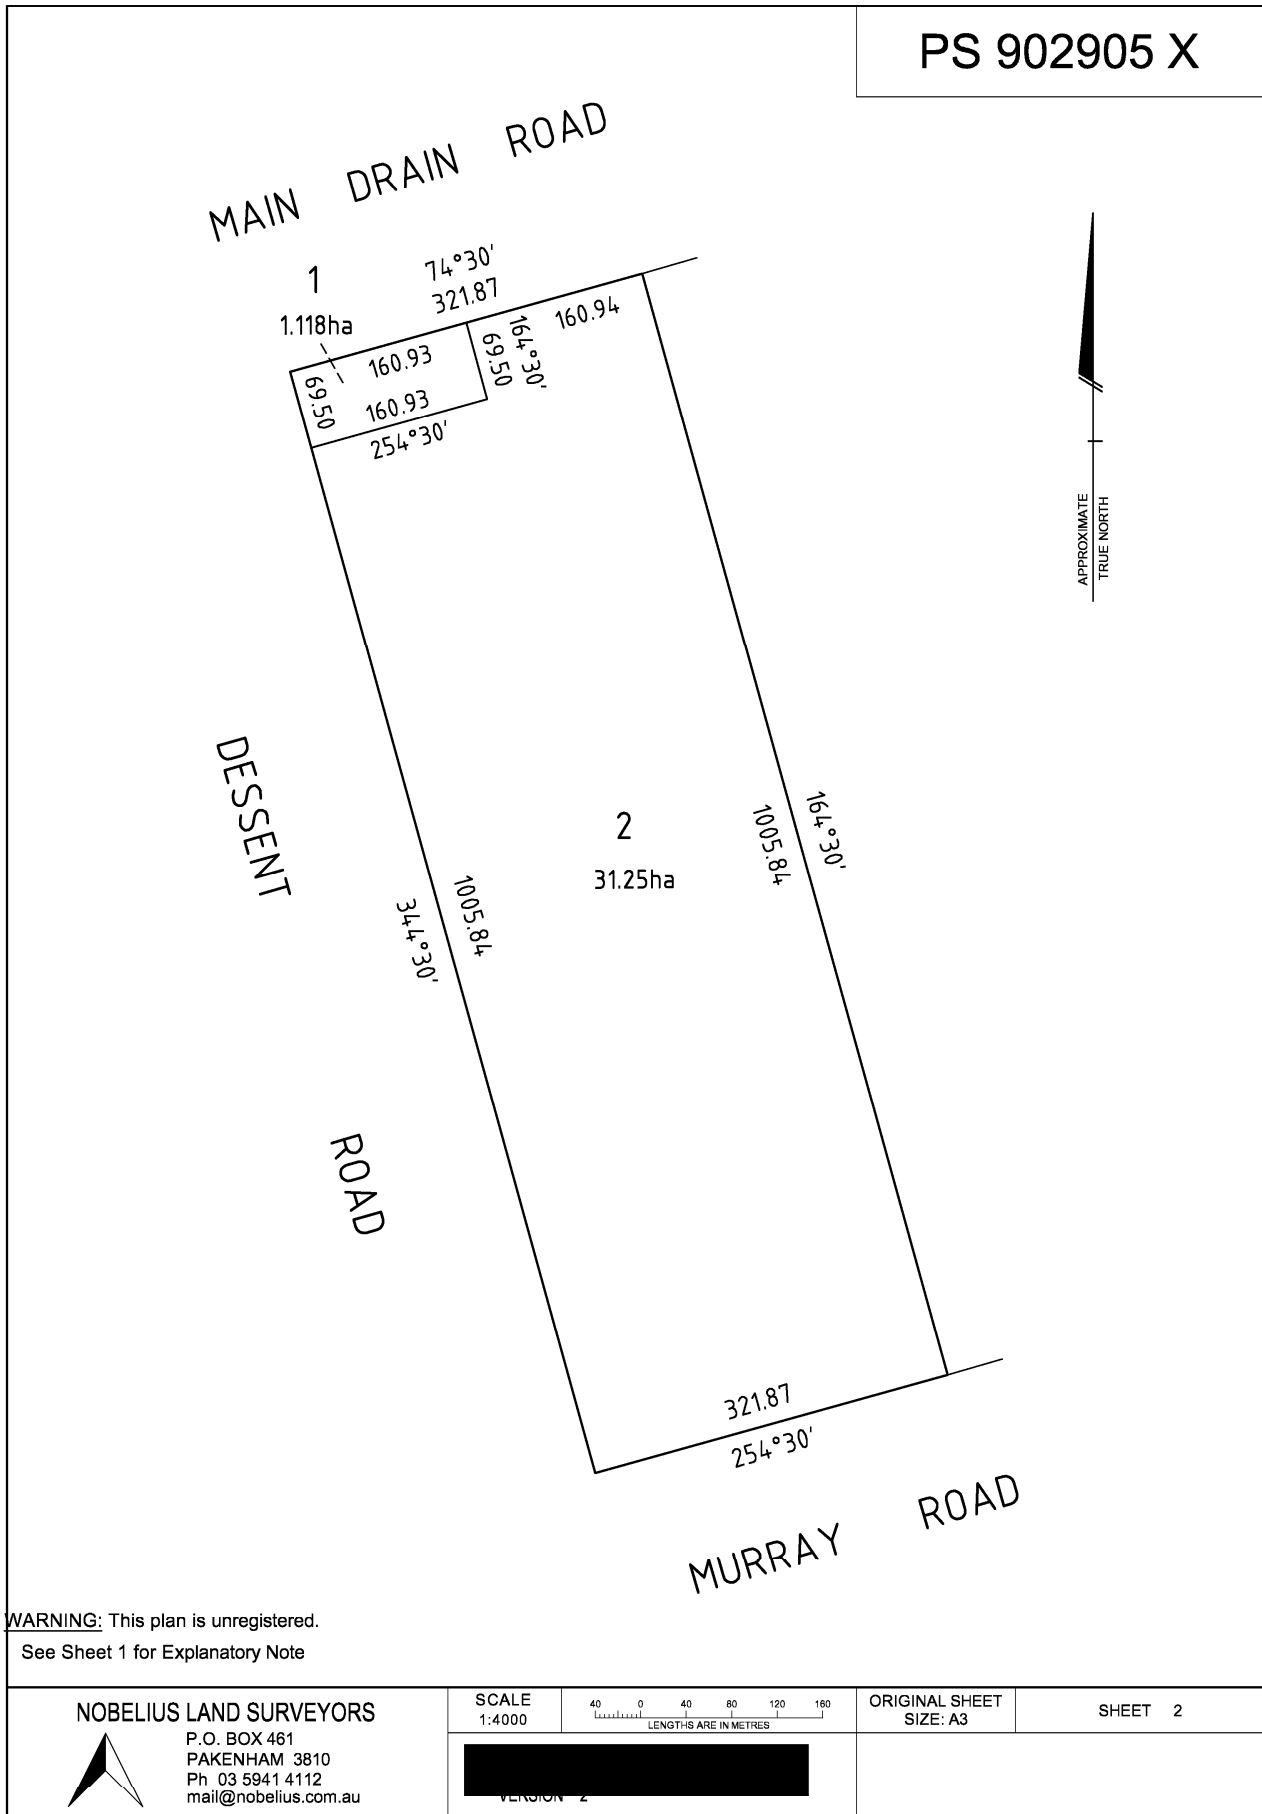 PS 902905 X
MAIN DRAIN ROAD
1
1.118ha
74°30'
321.87
160.93
160.94
69.50
69.50
164°30'
160.93
254°30'
APPROXIMATE
TRUE NORTH
DESSENT
ROAD
2
31.25ha
1005.84
164°30'
1005.84
344°30'
321.87
254°30'
MURRAY ROAD
WARNING: This plan is unregistered.
See Sheet 1 for Explanatory Note
NOBELIUS LAND SURVEYORS
P.O. BOX 461
PAKENHAM 3810
Ph 03 5941 4112
mail@nobelius.com.au
SCALE
1:4000
40 0 40 80 120 160
LENGTHS ARE IN METRES
ORIGINAL SHEET
SIZE: A3
SHEET 2
VERSION 2